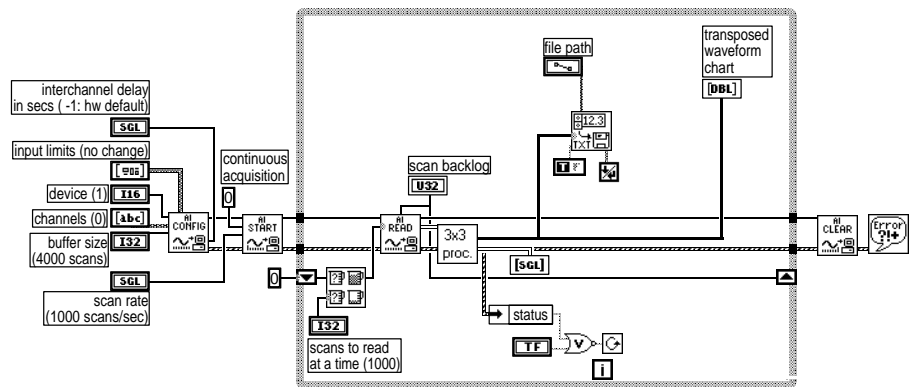 transposed
waveform
chart
[DBL]
file path
12.3
TXT
T F
interchannel delay
in secs ( -1: hw default)
SGL
input limits (no change)
continuous
acquisition
0
scan backlog
U32
device (1)
I16
channels (0)
[abc]
buffer size
(4000 scans)
I32
AI
CONFIG
AI
START
AI
READ
3x3
proc.
AI
CLEAR
Error
?!+
[SGL]
SGL
scan rate
(1000 scans/sec)
0
?
?
I32
scans to read
at a time (1000)
status
TF
V
i